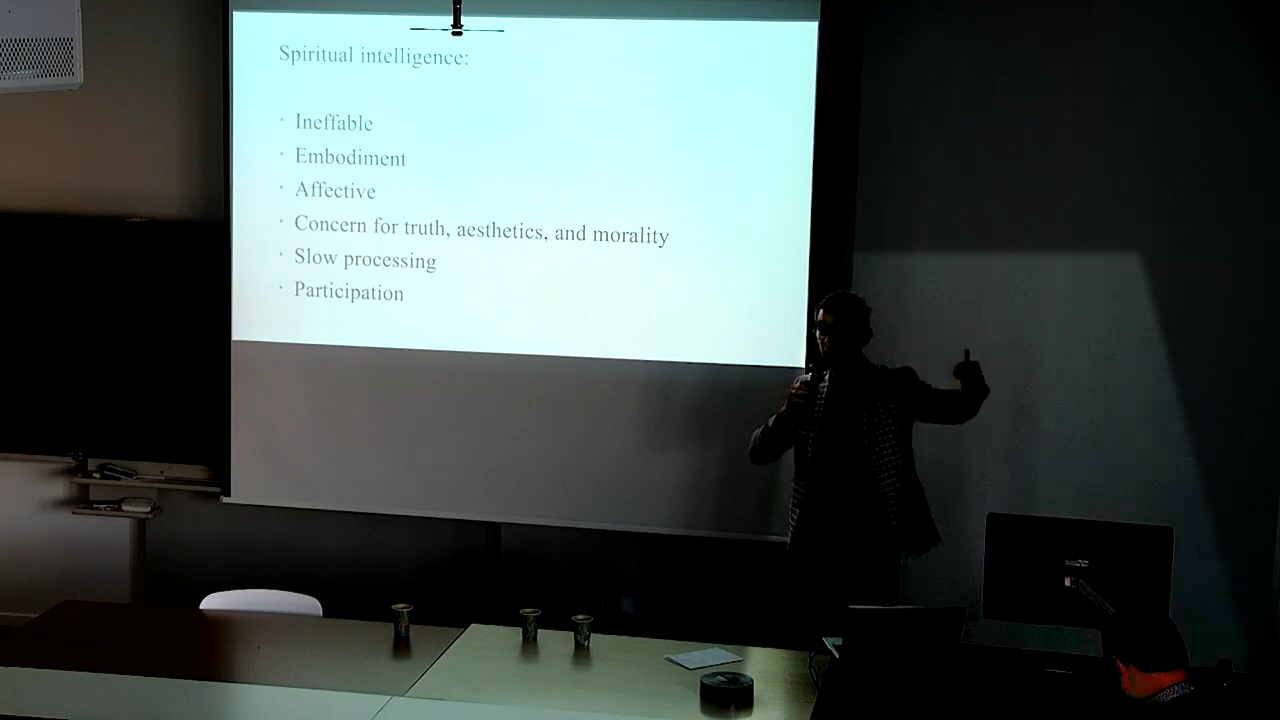 Spiritual intelligence:
· Ineffable
· Embodiment
· Affective
· Concern for truth, aesthetics, and morality
· Slow processing
· Participation